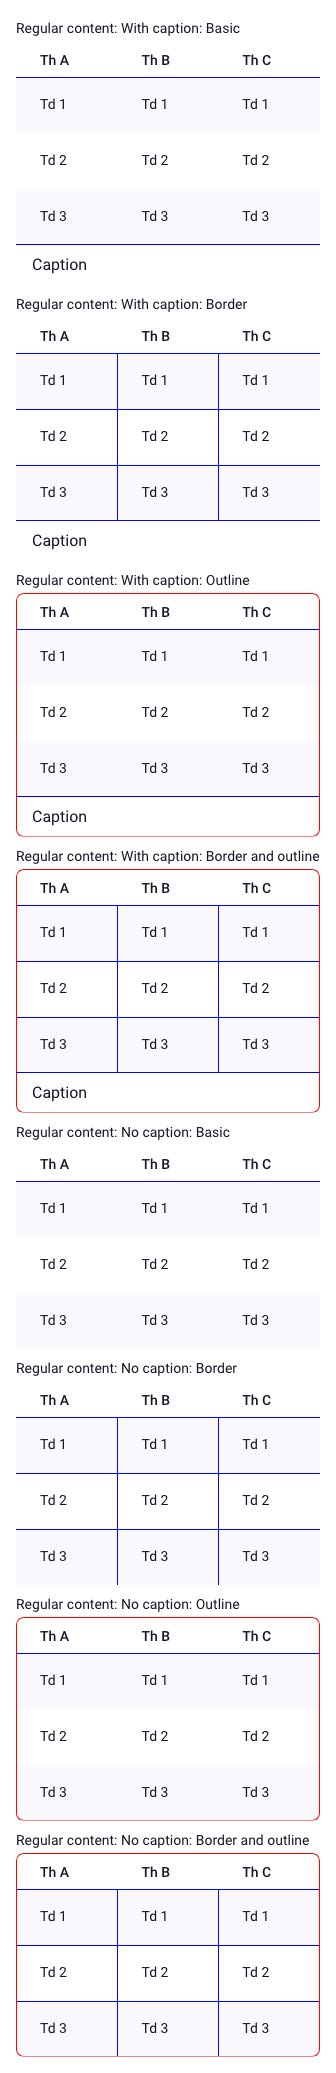 Regular content: With caption: Basic
Th A Th B Th C
Td 1 Td 1 Td 1
Td 2 Td 2 Td 2
Td 3 Td 3 Td 3
Caption
Regular content: With caption: Border
Th A Th B Th C
Td 1 Td 1 Td 1
Td 2 Td 2 Td 2
Td 3 Td 3 Td 3
Caption
Regular content: With caption: Outline
Th A Th B Th C
Td 1 Td 1 Td 1
Td 2 Td 2 Td 2
Td 3 Td 3 Td 3
Caption
Regular content: With caption: Border and outline
Th A Th B Th C
Td 1 Td 1 Td 1
Td 2 Td 2 Td 2
Td 3 Td 3 Td 3
Caption
Regular content: No caption: Basic
Th A Th B Th C
Td 1 Td 1 Td 1
Td 2 Td 2 Td 2
Td 3 Td 3 Td 3
Regular content: No caption: Border
Th A Th B Th C
Td 1 Td 1 Td 1
Td 2 Td 2 Td 2
Td 3 Td 3 Td 3
Regular content: No caption: Outline
Th A Th B Th C
Td 1 Td 1 Td 1
Td 2 Td 2 Td 2
Td 3 Td 3 Td 3
Regular content: No caption: Border and outline
Th A Th B Th C
Td 1 Td 1 Td 1
Td 2 Td 2 Td 2
Td 3 Td 3 Td 3